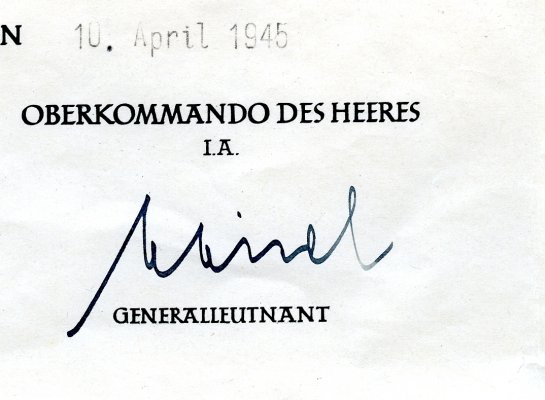 N 10. April 1945
OBERKOMMANDO DES HEERES
I.A.
GENERALLEUTNANT